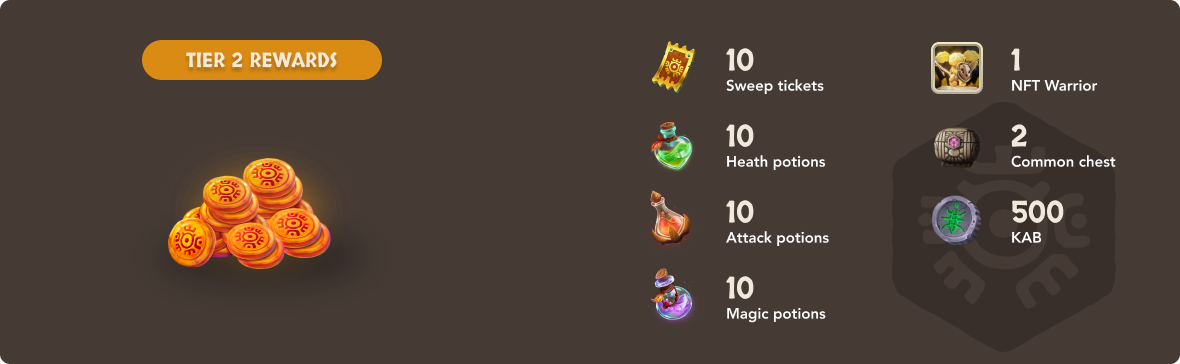 TIER 2 REWARDS
10
Sweep tickets
10
Heath potions
10
Attack potions
10
Magic potions
1
NFT Warrior
2
Common chest
500
KAB